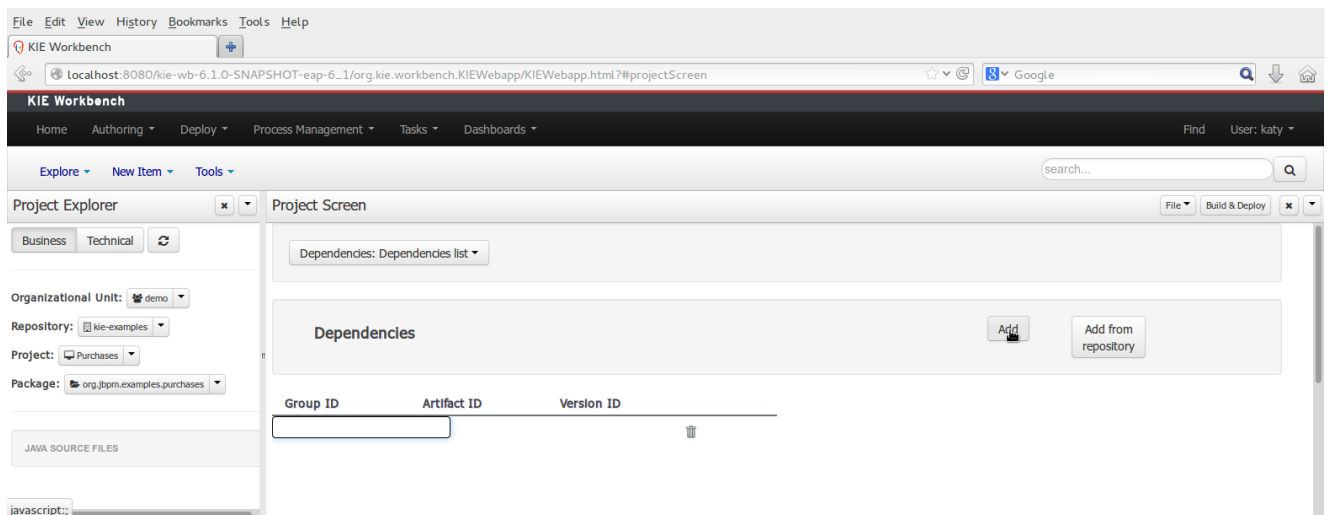 File Edit View History Bookmarks Tools Help
KIE Workbench
localhost:8080/kie-wb-6.1.0-SNAPSHOT-eap-6_1/org.kie.workbench.KIEWebapp/KIEWebapp.html?#projectScreen
Google
KIE Workbench
Home Authoring Deploy Process Management Tasks Dashboards Find User: katy
Explore New Item Tools search...
Project Explorer Project Screen File Build & Deploy
Business Technical
Dependencies: Dependencies list
Organizational Unit: demo
Repository: kie-examples
Project: Purchases
Package: org.jbpm.examples.purchases
Dependencies Add Add from
repository
Group ID Artifact ID Version ID
JAVA SOURCE FILES
javascript:;